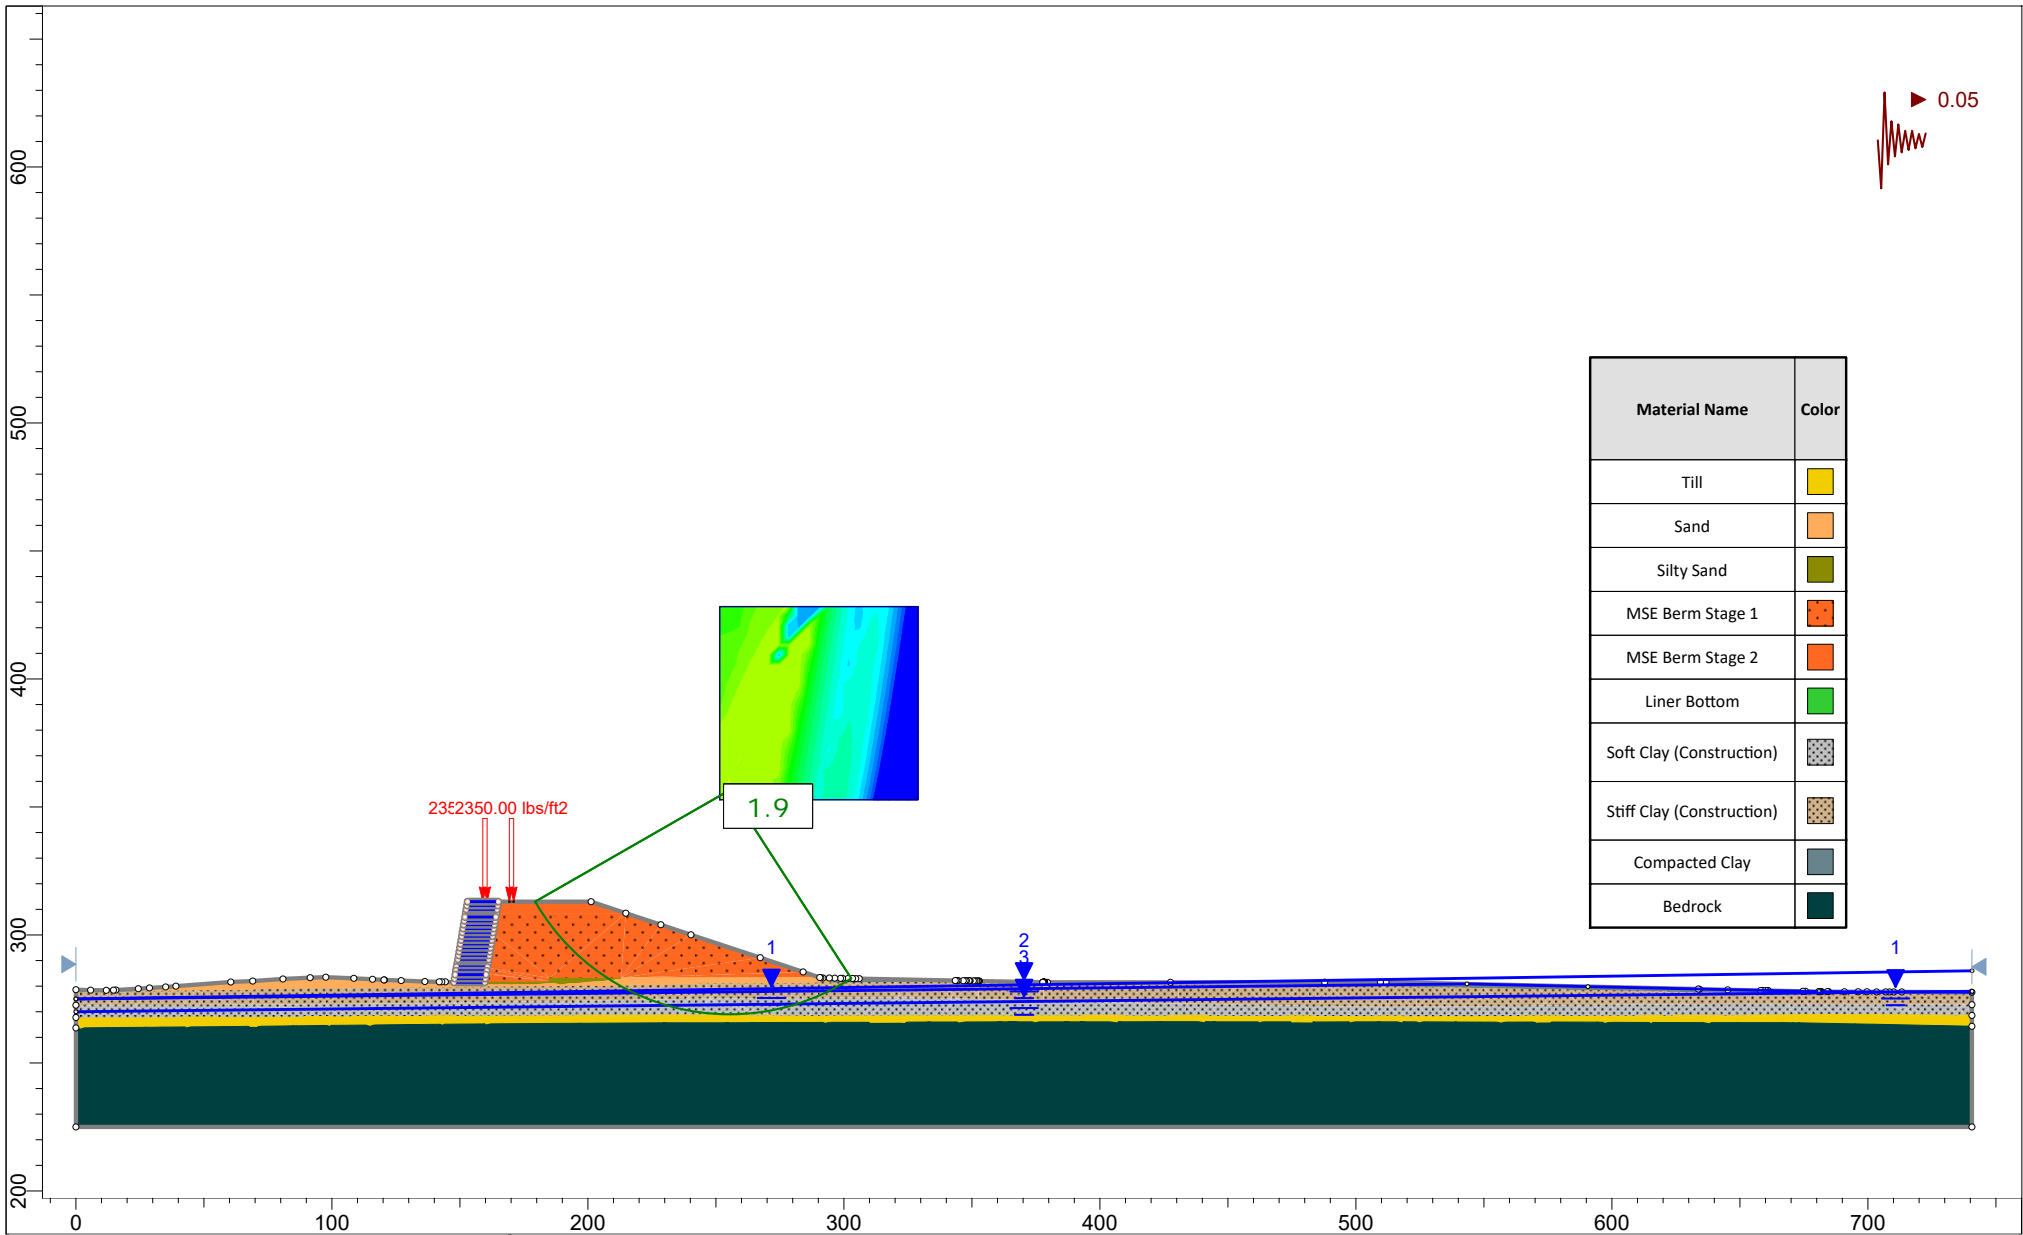 0.05
600
500
400
300
200
Material Name Color
Till
Sand
Silty Sand
MSE Berm Stage 1
MSE Berm Stage 2
Liner Bottom
Soft Clay (Construction)
Stiff Clay (Construction)
Compacted Clay
Bedrock
1.9
2352350.00 lbs/ft2
1
2
3
1
0 100 200 300 400 500 600 700